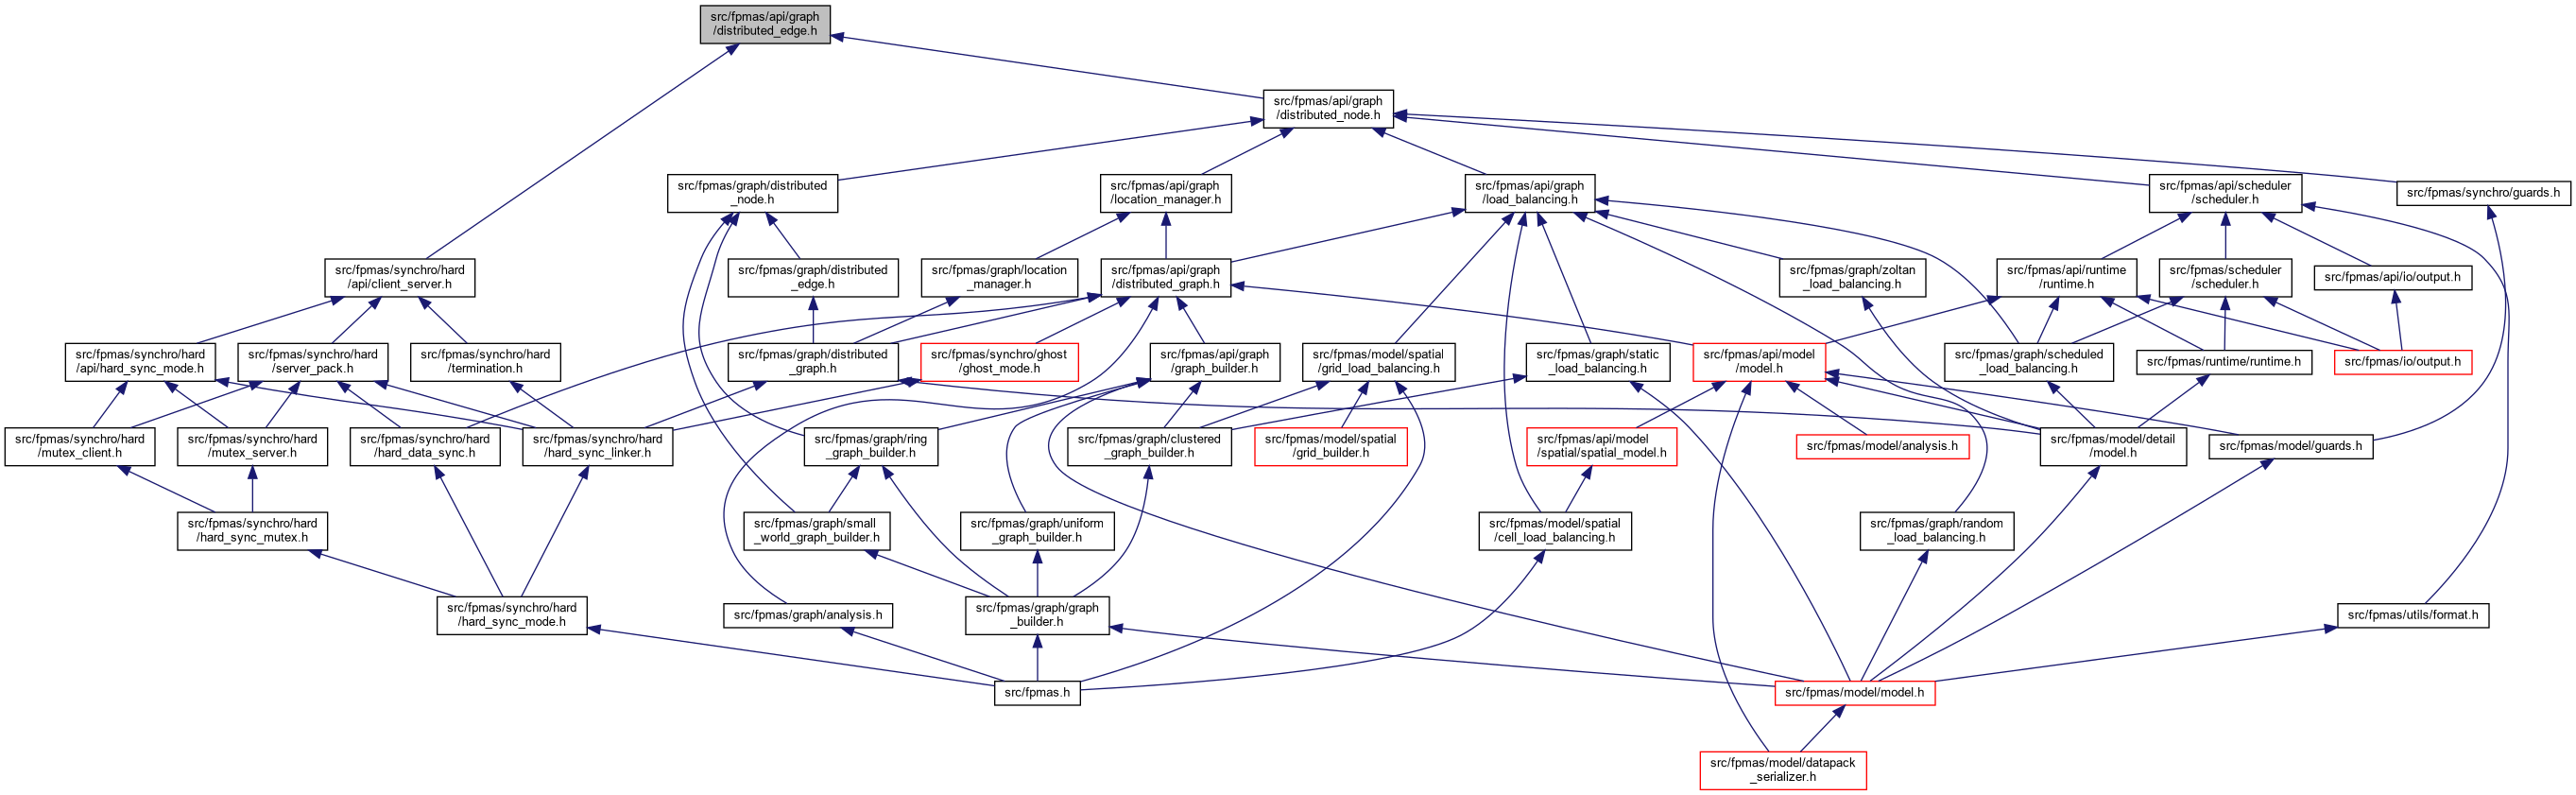 src/fpmas/api/graph
/distributed_edge.h
src/fpmas/api/graph
/distributed_node.h
src/fpmas/graph/distributed
_node.h
src/fpmas/api/graph
/location_manager.h
src/fpmas/api/graph
/load_balancing.h
src/fpmas/api/scheduler
/scheduler.h
src/fpmas/synchro/guards.h
src/fpmas/synchro/hard
/api/client_server.h
src/fpmas/graph/distributed
_edge.h
src/fpmas/graph/location
_manager.h
src/fpmas/api/graph
/distributed_graph.h
src/fpmas/graph/zoltan
_load_balancing.h
src/fpmas/api/runtime
/runtime.h
src/fpmas/scheduler
/scheduler.h
src/fpmas/api/io/output.h
src/fpmas/synchro/hard
/api/hard_sync_mode.h
src/fpmas/synchro/hard
/server_pack.h
src/fpmas/synchro/hard
/termination.h
src/fpmas/graph/distributed
_graph.h
src/fpmas/synchro/ghost
/ghost_mode.h
src/fpmas/api/graph
/graph_builder.h
src/fpmas/model/spatial
/grid_load_balancing.h
src/fpmas/graph/static
_load_balancing.h
src/fpmas/api/model
/model.h
src/fpmas/graph/scheduled
_load_balancing.h
src/fpmas/runtime/runtime.h
src/fpmas/io/output.h
src/fpmas/synchro/hard
/mutex_client.h
src/fpmas/synchro/hard
/mutex_server.h
src/fpmas/synchro/hard
/hard_data_sync.h
src/fpmas/synchro/hard
/hard_sync_linker.h
src/fpmas/graph/ring
_graph_builder.h
src/fpmas/graph/clustered
_graph_builder.h
src/fpmas/model/spatial
/grid_builder.h
src/fpmas/api/model
/spatial/spatial_model.h
src/fpmas/model/analysis.h
src/fpmas/model/detail
/model.h
src/fpmas/model/guards.h
src/fpmas/synchro/hard
/hard_sync_mutex.h
src/fpmas/graph/small
_world_graph_builder.h
src/fpmas/graph/uniform
_graph_builder.h
src/fpmas/model/spatial
/cell_load_balancing.h
src/fpmas/graph/random
_load_balancing.h
src/fpmas/synchro/hard
/hard_sync_mode.h
src/fpmas/graph/analysis.h
src/fpmas/graph/graph
_builder.h
src/fpmas/utils/format.h
src/fpmas.h
src/fpmas/model/model.h
src/fpmas/model/datapack
_serializer.h